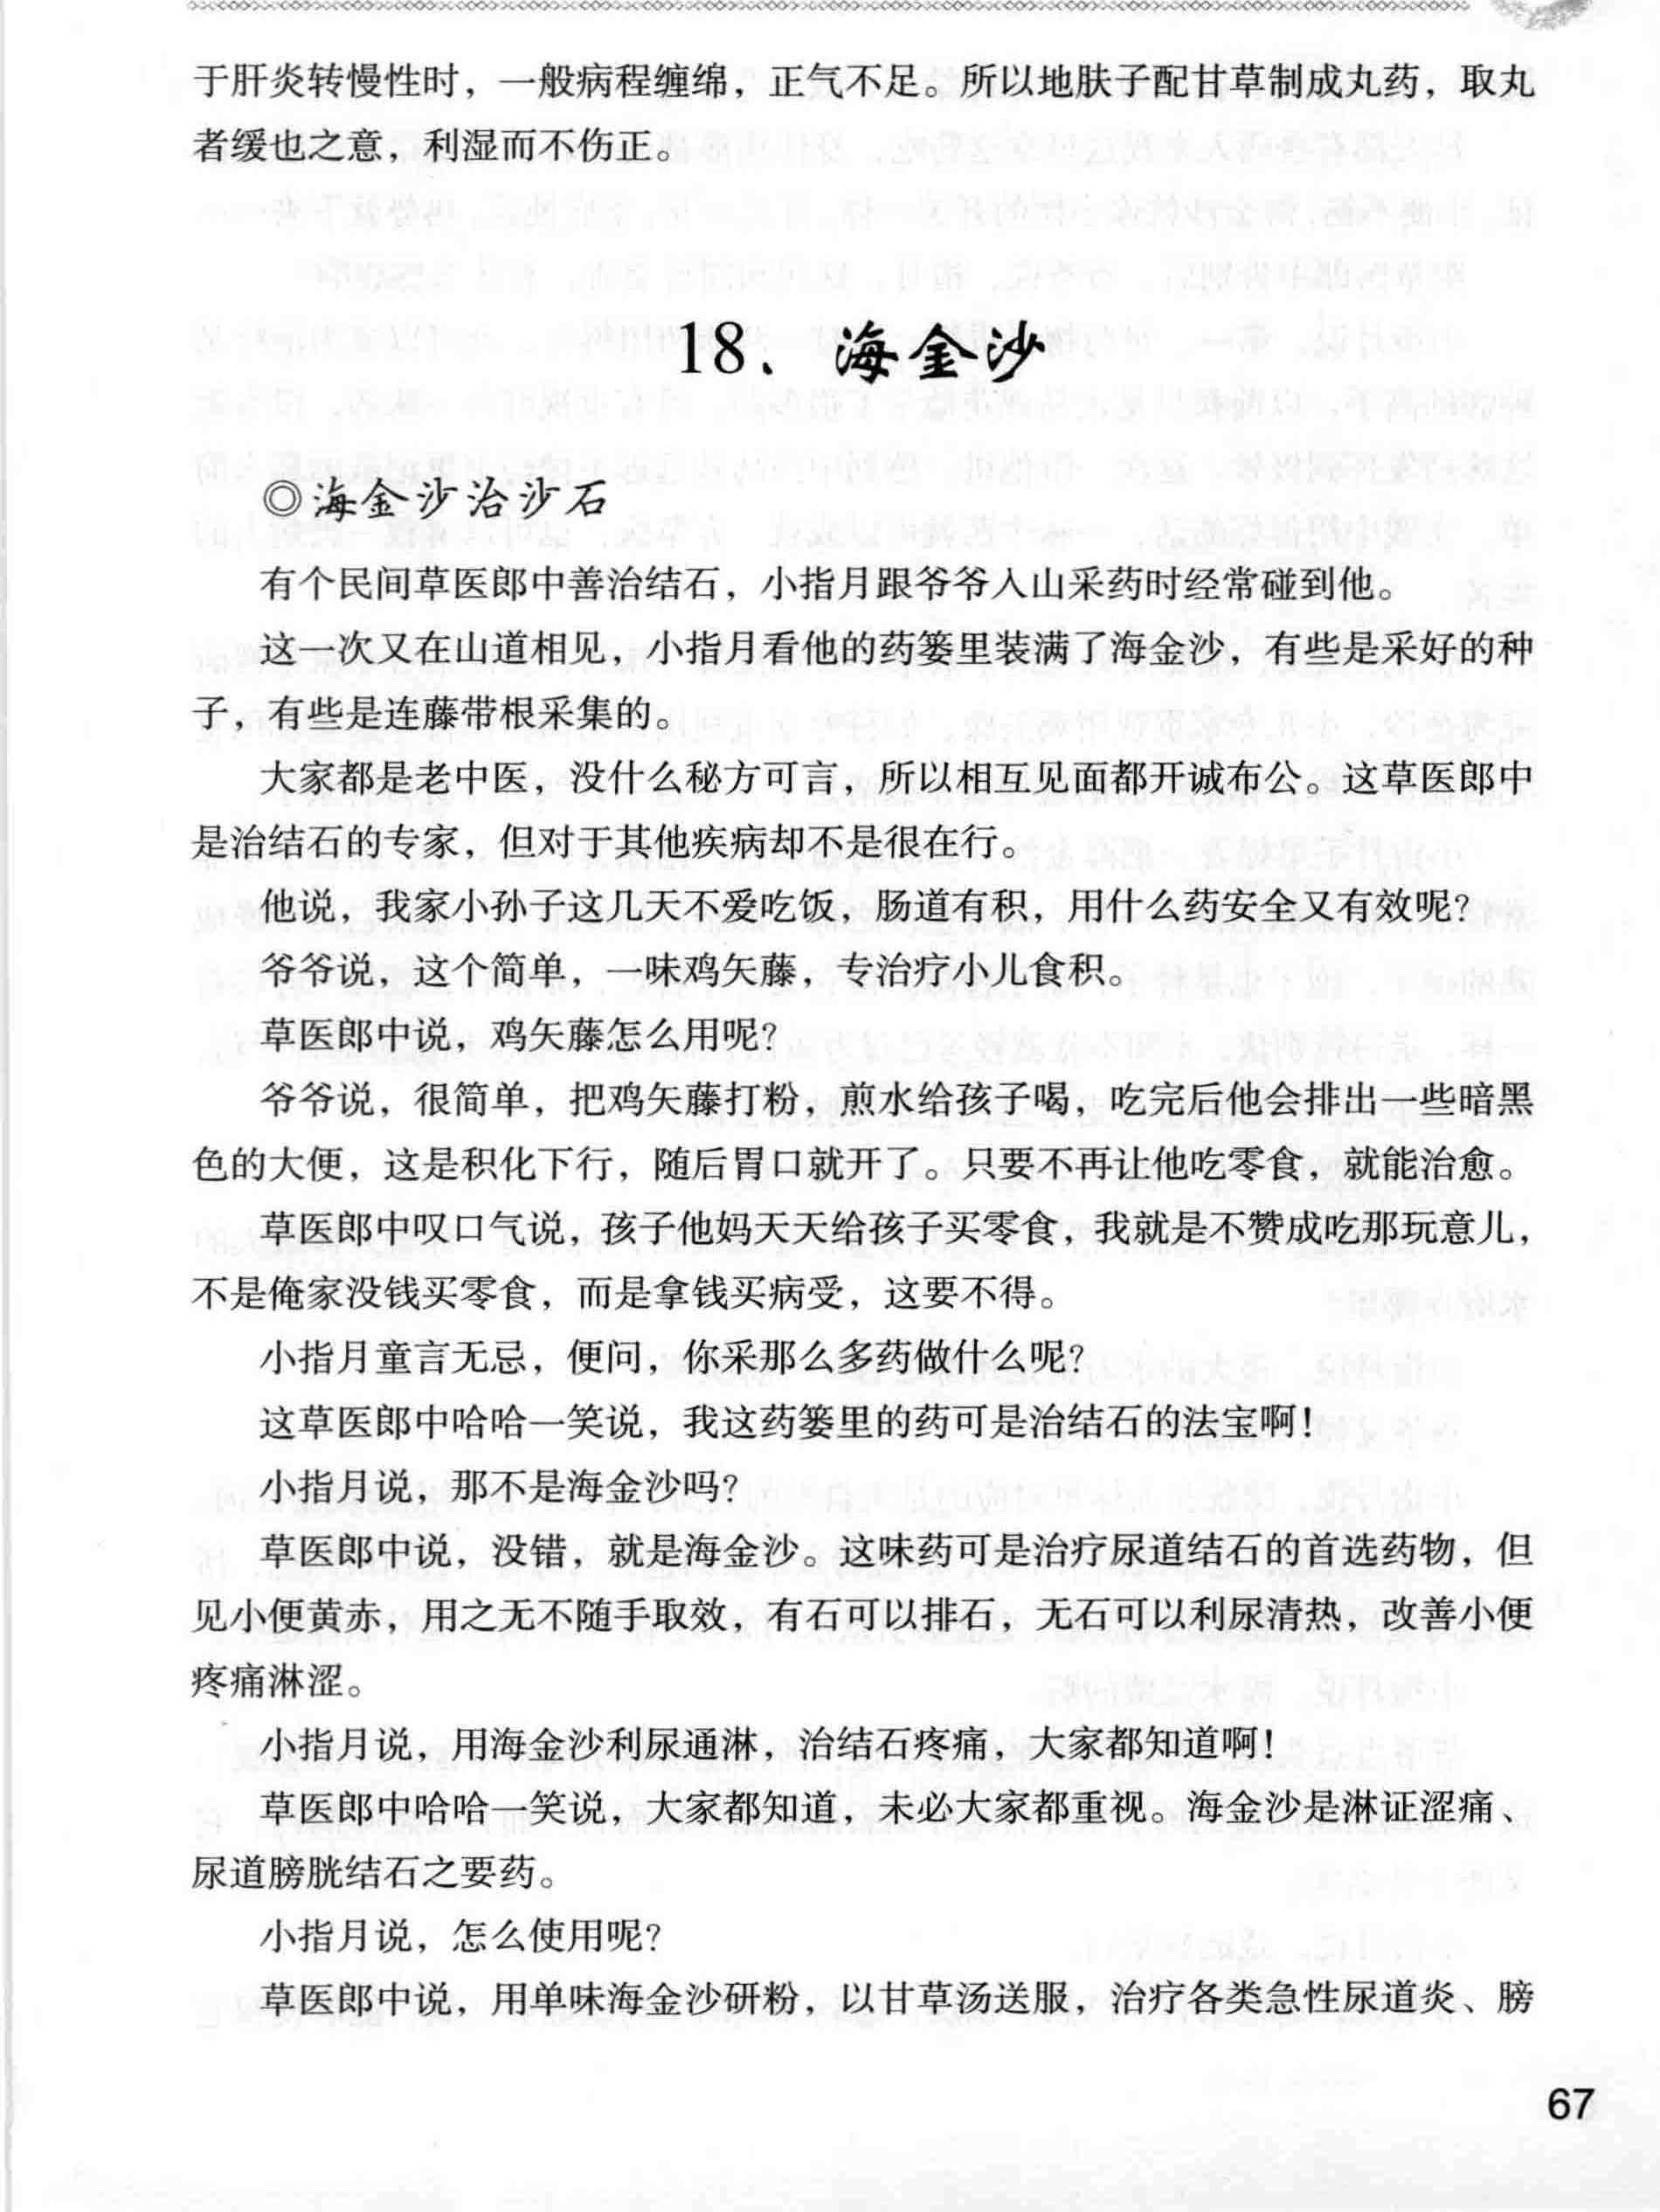 于肝炎转慢性时，一般病程缠绵，正气不足。所以地肤子配甘草制成丸药，取丸
者缓也之意，利湿而不伤正。
18、海金沙
◎海金沙治沙石
有个民间草医郎中善治结石，小指月跟爷爷入山采药时经常碰到他。
这一次又在山道相见，小指月看他的药篓里装满了海金沙，有些是采好的种
子，有些是连藤带根采集的。
大家都是老中医，没什么秘方可言，所以相互见面都开诚布公。这草医郎中
是治结石的专家，但对于其他疾病却不是很在行。
他说，我家小孙子这几天不爱吃饭，肠道有积，用什么药安全又有效呢？
爷爷说，这个简单，一味鸡矢藤，专治疗小儿食积。
草医郎中说，鸡矢藤怎么用呢？
爷爷说，很简单，把鸡矢藤打粉，煎水给孩子喝，吃完后他会排出一些暗黑
色的大便，这是积化下行，随后胃口就开了。只要不再让他吃零食，就能治愈。
草医郎中叹口气说，孩子他妈天天给孩子买零食，我就是不赞成吃那玩意儿，
不是俺家没钱买零食，而是拿钱买病受，这要不得。
小指月童言无忌，便问，你采那么多药做什么呢？
这草医郎中哈哈一笑说，我这药篓里的药可是治结石的法宝啊！
小指月说，那不是海金沙吗？
草医郎中说，没错，就是海金沙。这味药可是治疗尿道结石的首选药物，但
见小便黄赤，用之无不随手取效，有石可以排石，无石可以利尿清热，改善小便
疼痛淋涩。
小指月说，用海金沙利尿通淋，治结石疼痛，大家都知道啊！
草医郎中哈哈一笑说，大家都知道，未必大家都重视。海金沙是淋证涩痛、
尿道膀胱结石之要药。
小指月说，怎么使用呢？
草医郎中说，用单味海金沙研粉，以甘草汤送服，治疗各类急性尿道炎、膀
67